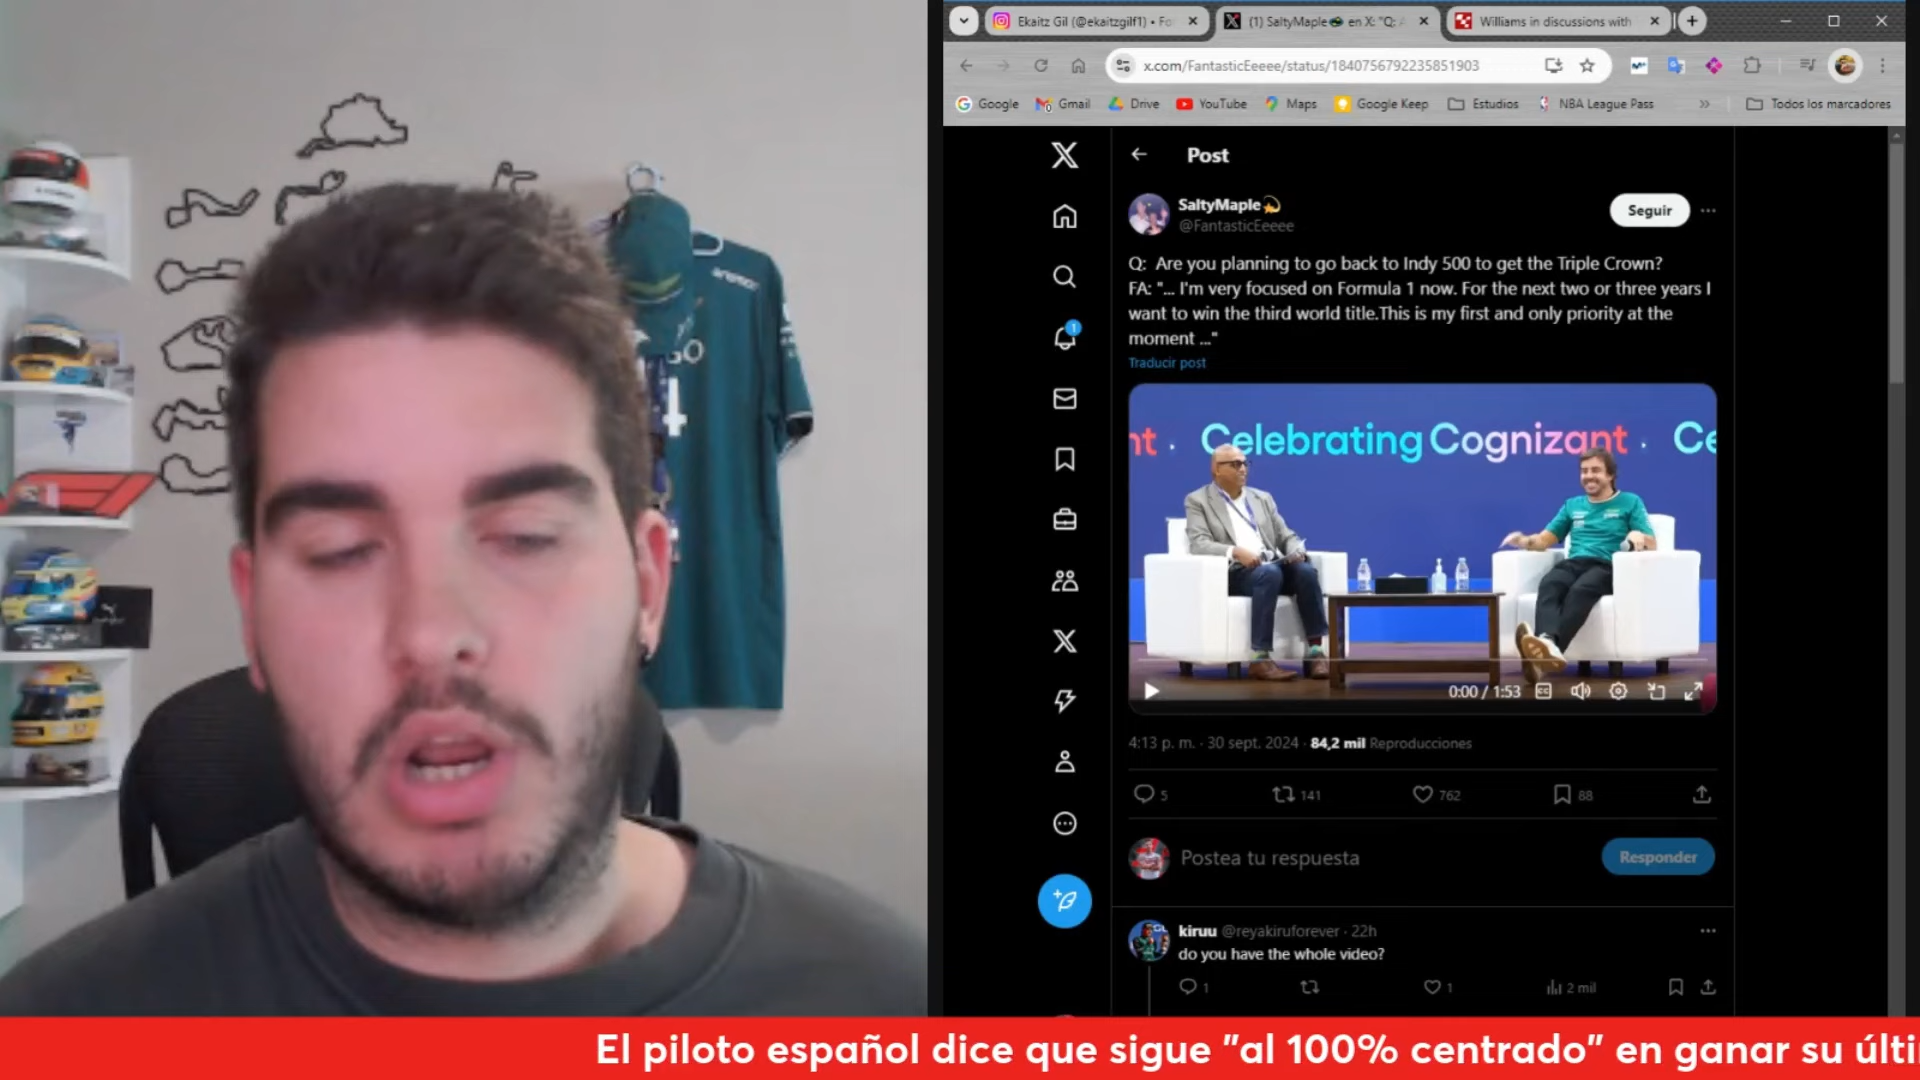 Ekaitz Gil (@ekaitzgilf1) • Fo
(1) SaltyMaple en X: "Q: A
Williams in discussions with
x.com/FantasticEeeee/status/1840756792235851903
Google
Gmail
Drive
YouTube
Maps
Google Keep
Estudios
NBA League Pass
»
Todos los marcadores
Post
SaltyMaple💫
@FantasticEeeee
Seguir
Q: Are you planning to go back to Indy 500 to get the Triple Crown?
FA: "... I'm very focused on Formula 1 now. For the next two or three years I
want to win the third world title.This is my first and only priority at the
moment ..."
Traducir post
nt . Celebrating Cognizant . Ce
0:00 / 1:53
4:13 p. m. · 30 sept. 2024 · 84,2 mil Reproducciones
5
141
762
88
Postea tu respuesta
Responder
kiruu @reyakiruforever · 22h
do you have the whole video?
1
1
2 mil
1
El piloto español dice que sigue "al 100% centrado" en ganar su últi